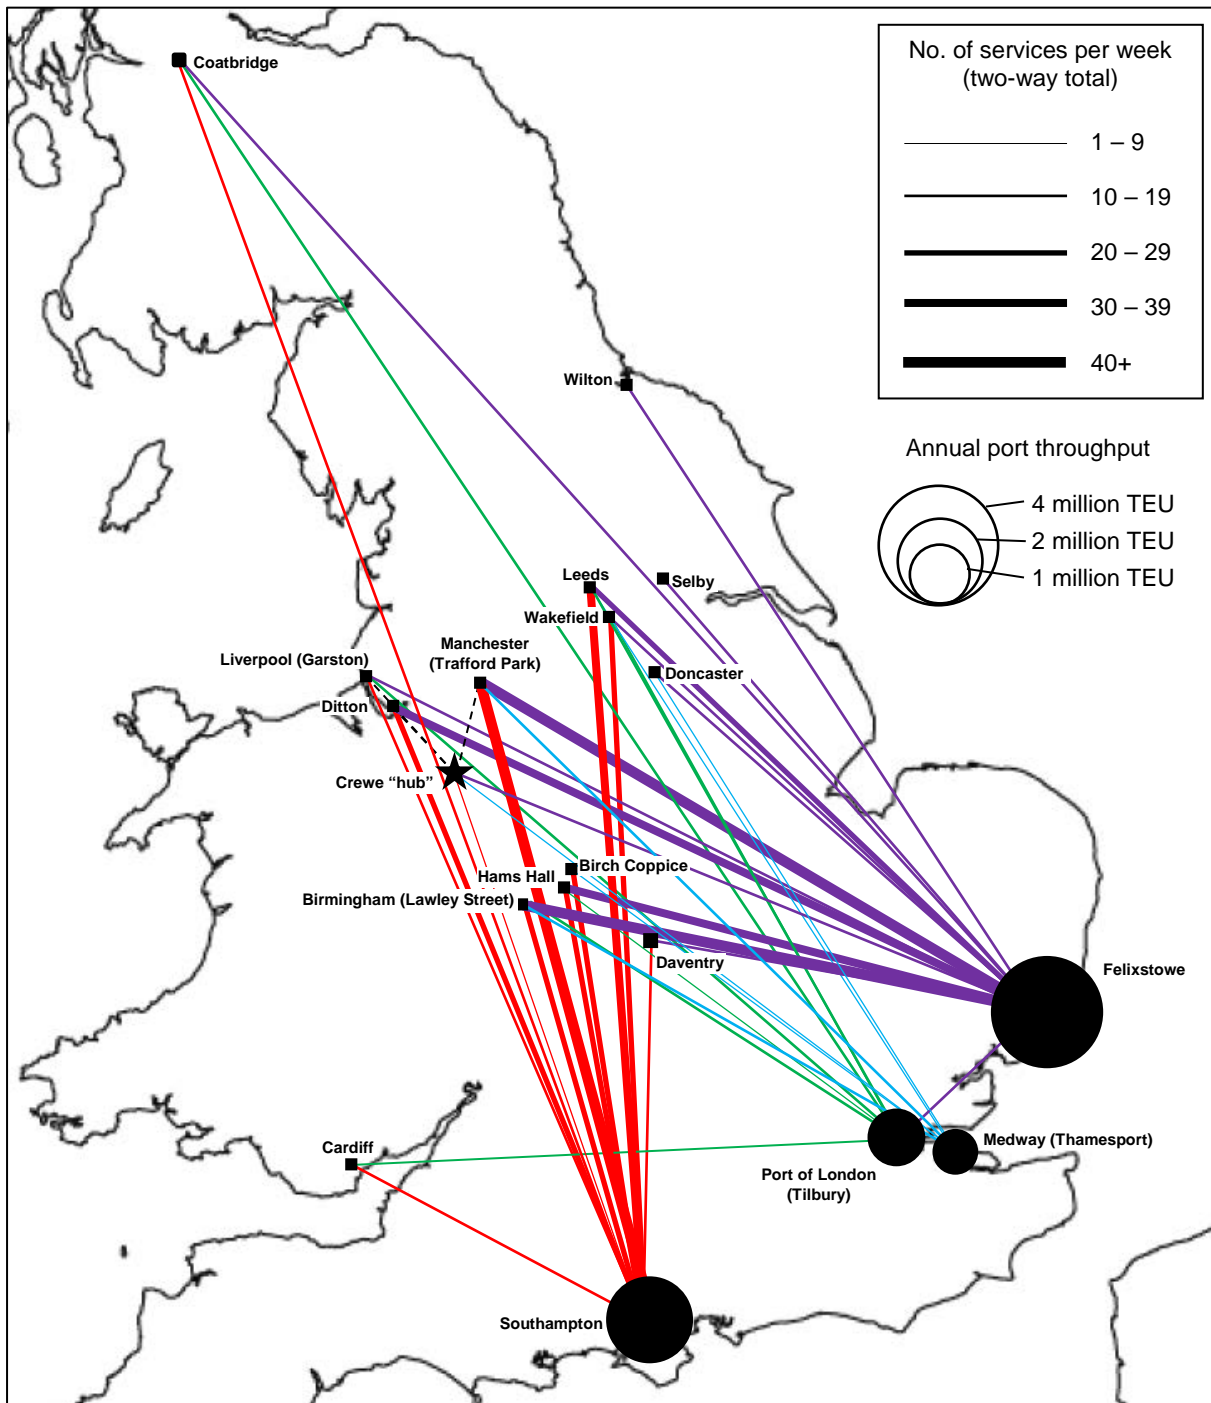 No. of services per week
(two-way total)
1 – 9
10 – 19
20 – 29
30 – 39
40+
Annual port throughput
4 million TEU
2 million TEU
1 million TEU
Coatbridge
Wilton
Leeds
Selby
Wakefield
Manchester
(Trafford Park)
Liverpool (Garston)
Doncaster
Ditton
Crewe “hub”
Birch Coppice
Hams Hall
Birmingham (Lawley Street)
Daventry
Felixstowe
Cardiff
Medway (Thamesport)
Port of London
(Tilbury)
Southampton